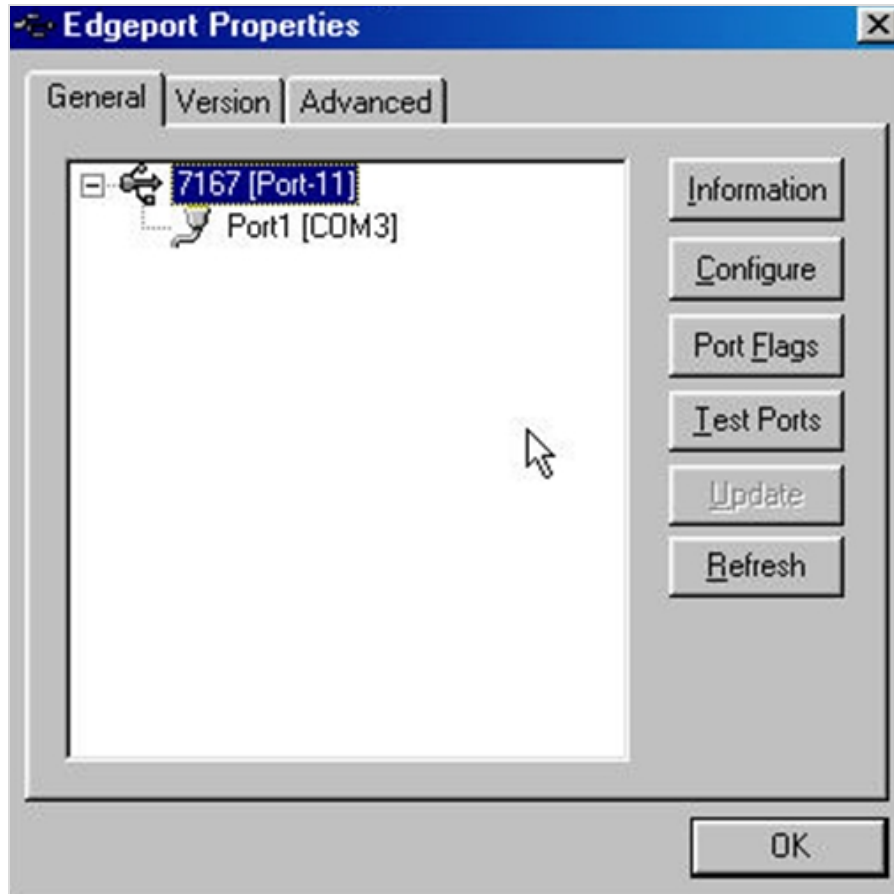 Edgeport Properties
General Version Advanced
7167 [Port-11]
Port1 [COM3]
Information
Configure
Port Flags
Test Ports
Update
Refresh
OK